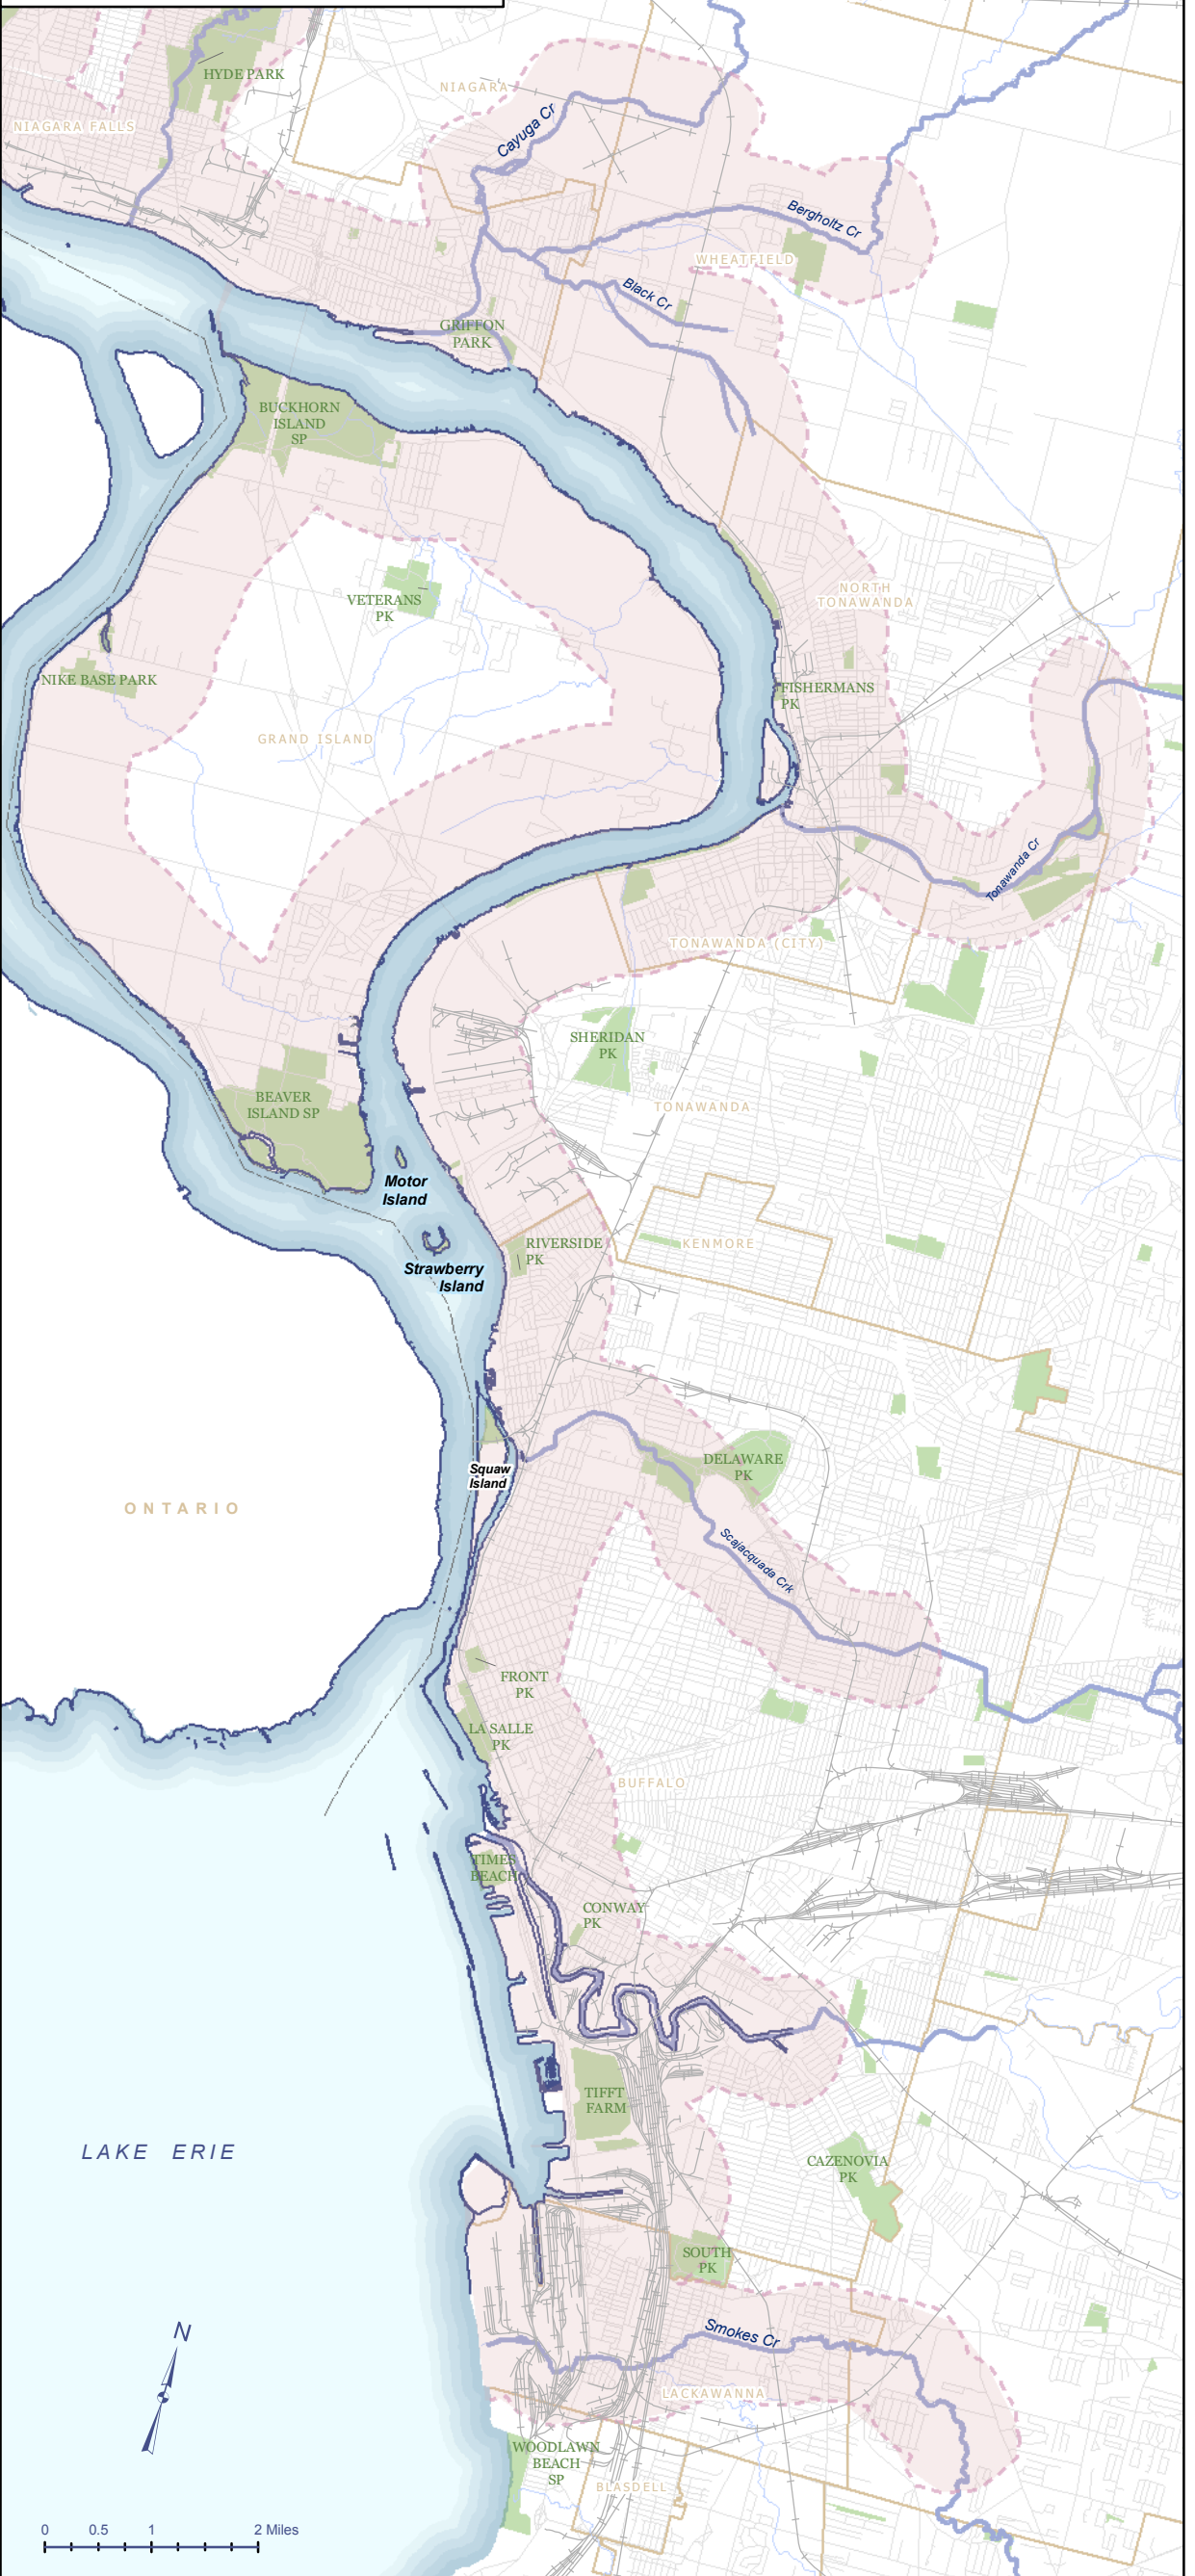 HYDE PARK
NIAGARA
NIAGARA FALLS
Cayuga Cr
Bergholtz Cr
WHEATFIELD
Black Cr
GRIFFON
PARK
BUCKHORN
ISLAND
SP
VETERANS
PK
NORTH
TONAWANDA
NIKE BASE PARK
FISHERMANS
PK
GRAND ISLAND
Tonawanda Cr
TONAWANDA (CITY)
SHERIDAN
PK
BEAVER
ISLAND SP
TONAWANDA
Motor
Island
RIVERSIDE
PK
KENMORE
Strawberry
Island
DELAWARE
PK
Squaw
Island
ONTARIO
Scajacquada Crk
FRONT
PK
LA SALLE
PK
BUFFALO
TIMES
BEACH
CONWAY
PK
TIFFT
FARM
LAKE ERIE
CAZENOVIA
PK
SOUTH
PK
N
Smokes Cr
LACKAWANNA
WOODLAWN
BEACH
SP
BLASDELL
0 0.5 1 2 Miles